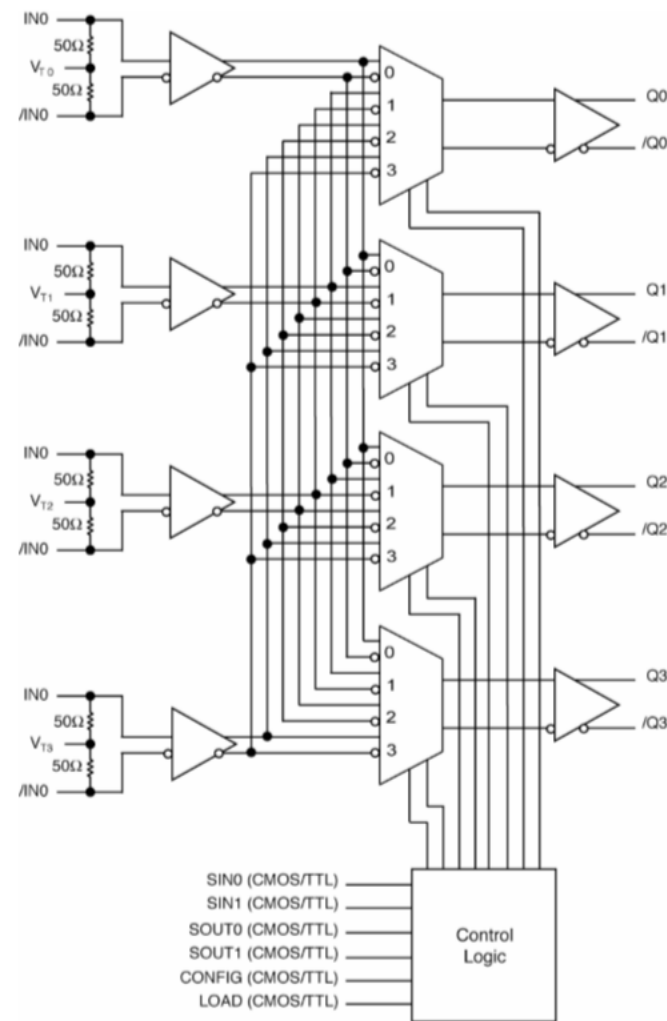 IN0
50Ω
VT0
50Ω
/IN0
0
1
2
3
Q0
/Q0
IN0
50Ω
VT1
50Ω
/IN0
0
1
2
3
Q1
/Q1
IN0
50Ω
VT2
50Ω
/IN0
0
1
2
3
Q2
/Q2
IN0
50Ω
VT3
50Ω
/IN0
0
1
2
3
Q3
/Q3
SIN0 (CMOS/TTL)
SIN1 (CMOS/TTL)
SOUT0 (CMOS/TTL)
SOUT1 (CMOS/TTL)
CONFIG (CMOS/TTL)
LOAD (CMOS/TTL)
Control
Logic